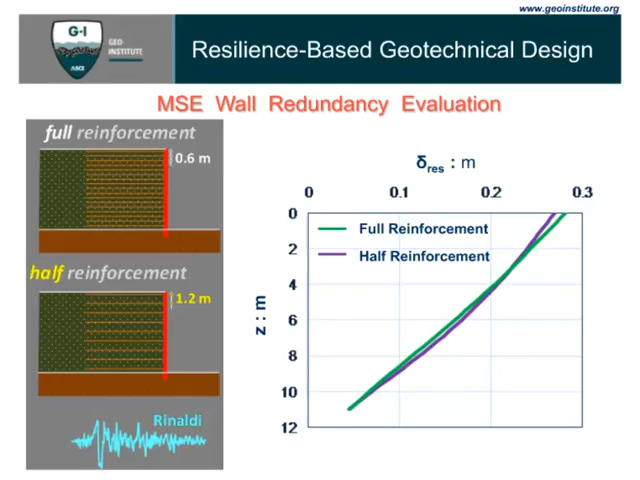 www.geoinstitute.org
G-I
GEO-
INSTITUTE
ASCE
Resilience-Based Geotechnical Design
MSE Wall Redundancy Evaluation
full reinforcement
0.6 m
half reinforcement
1.2 m
Rinaldi
δres : m
0 0.1 0.2 0.3
0
2
4
6
8
10
12
z : m
Full Reinforcement
Half Reinforcement